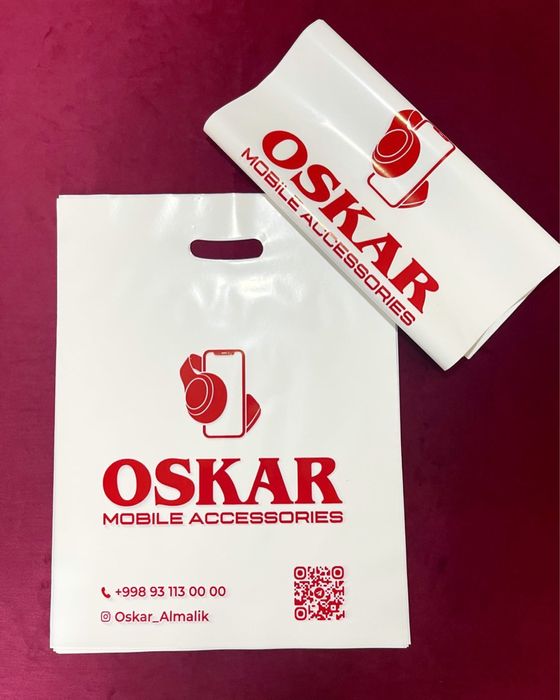 OSKAR
MOBILE ACCESSORIES
OSKAR
MOBILE ACCESSORIES
+998 93 113 00 00
Oskar_Almalik